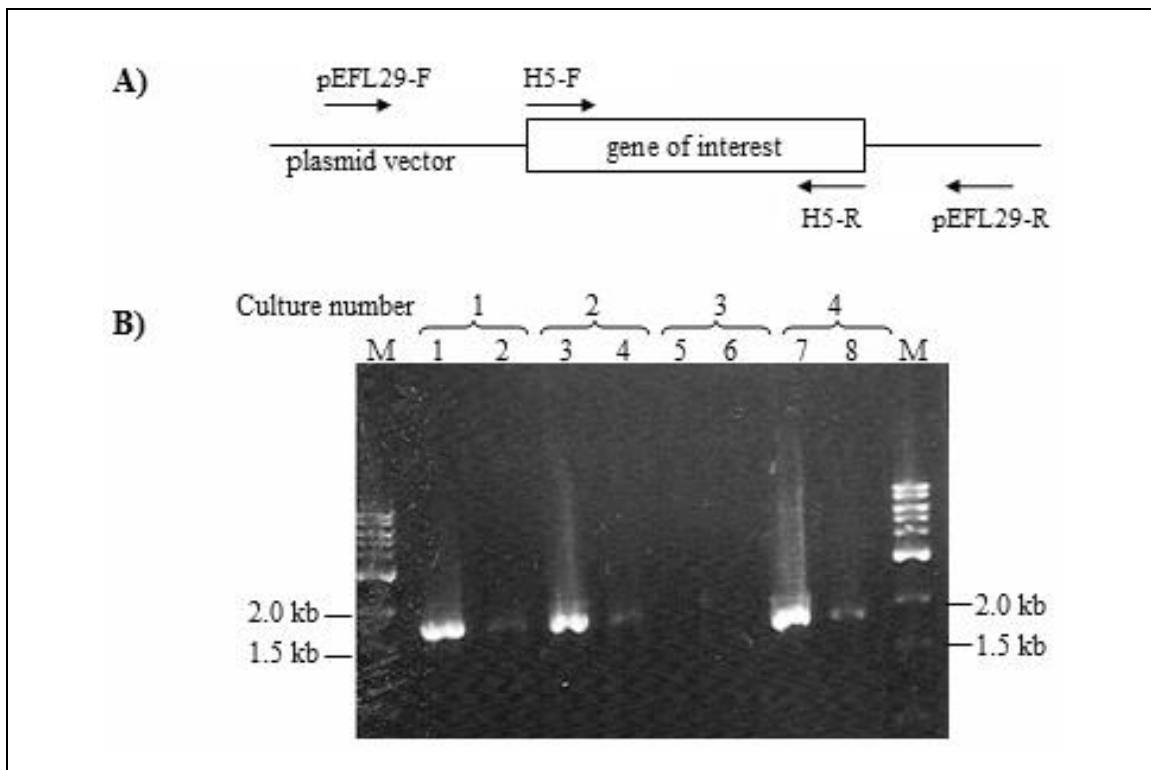 A)
pEFL29-F
H5-F
plasmid vector
gene of interest
H5-R
pEFL29-R
B)
Culture number 1 2 3 4
M 1 2 3 4 5 6 7 8 M
2.0 kb
1.5 kb
2.0 kb
1.5 kb